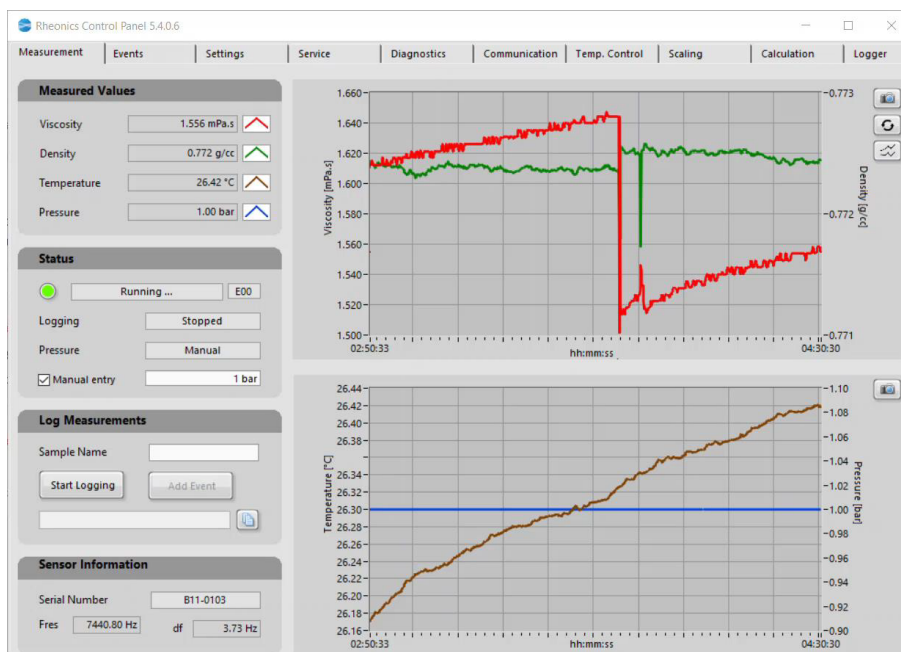 Rheonics Control Panel 5.4.0.6
Measurement Events Settings Service Diagnostics Communication Temp. Control Scaling Calculation Logger
Measured Values
Viscosity 1.556 mPa.s
Density 0.772 g/cc
Temperature 26.42 °C
Pressure 1.00 bar
Status
Running ... E00
Logging Stopped
Pressure Manual
Manual entry 1 bar
Log Measurements
Sample Name
Start Logging Add Event
Sensor Information
Serial Number B11-0103
Fres 7440.80 Hz df 3.73 Hz
Viscosity [mPa.s]
1.660
1.640
1.620
1.600
1.580
1.560
1.540
1.520
1.500
0.773
0.772
0.771
Density [g/cc]
02:50:33 hh:mm:ss 04:30:30
Temperature [°C]
26.44
26.42
26.40
26.38
26.36
26.34
26.32
26.30
26.28
26.26
26.24
26.22
26.20
26.18
26.16
1.10
1.08
1.06
1.04
1.02
1.00
0.98
0.96
0.94
0.92
0.90
Pressure [bar]
02:50:33 hh:mm:ss 04:30:30